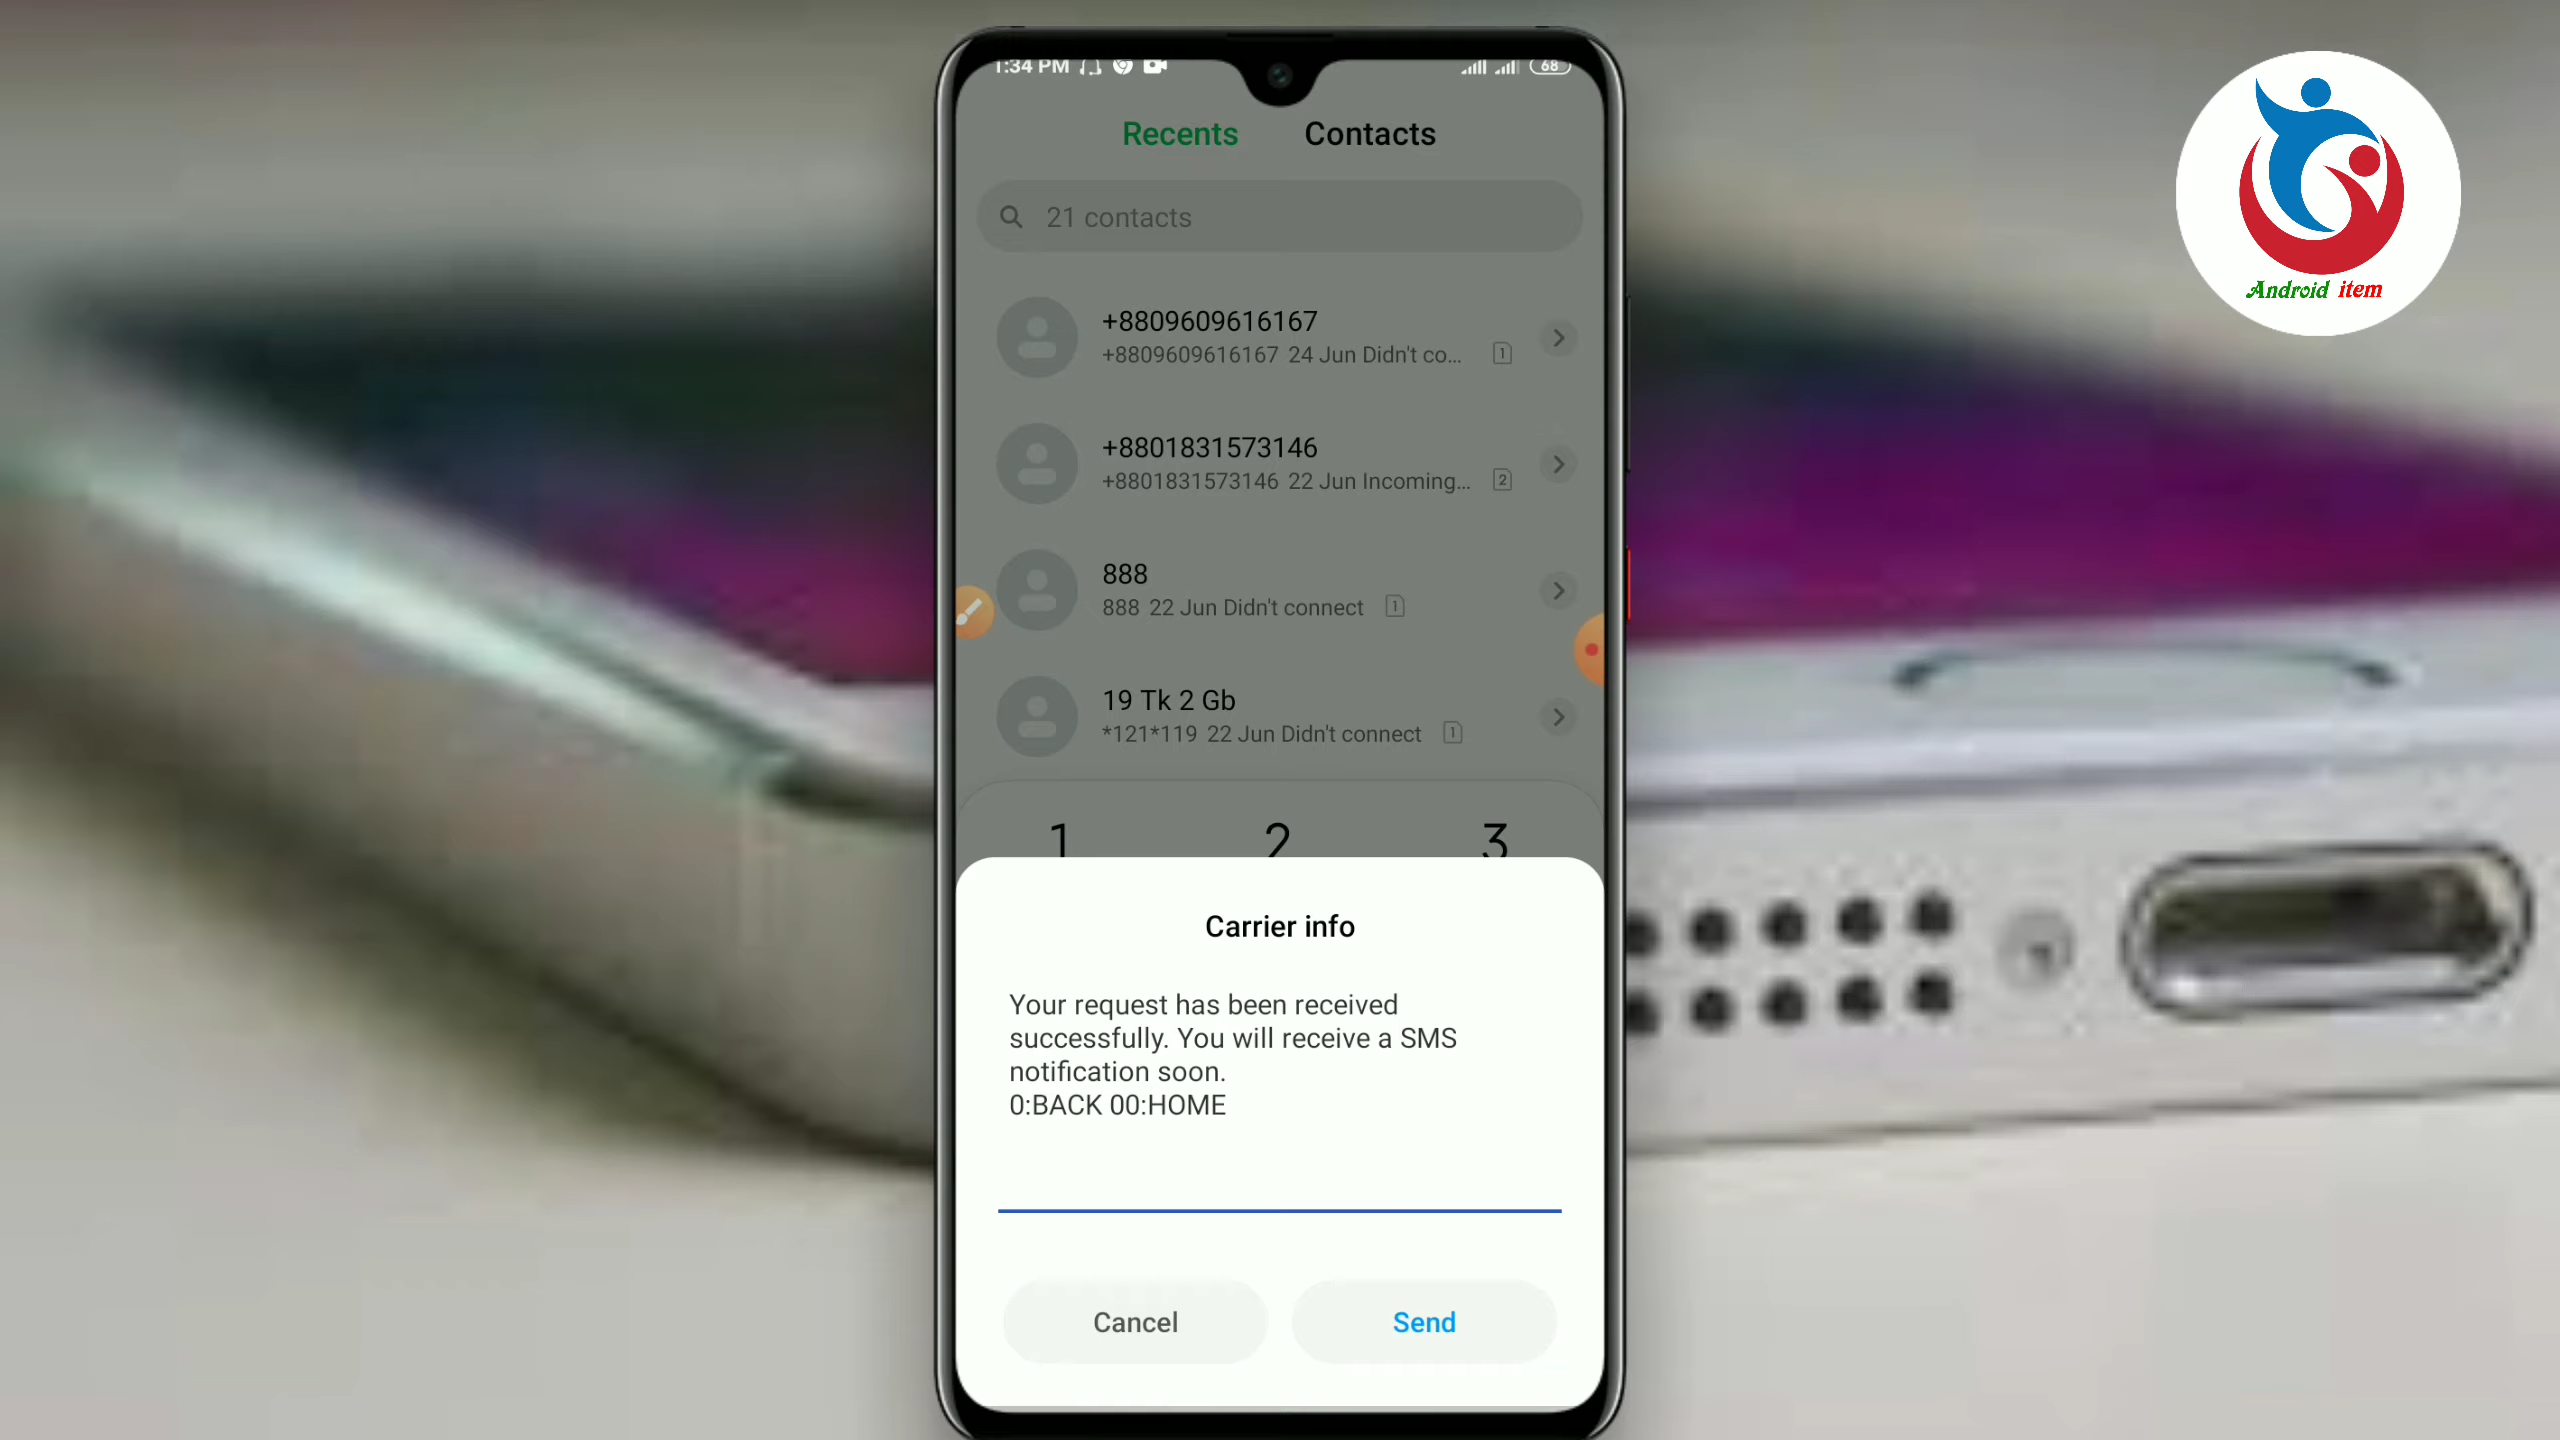 1:34 PM 68
Recents Contacts
21 contacts
+8809609616167
+8809609616167 24 Jun Didn't co... 1
+8801831573146
+8801831573146 22 Jun Incoming... 2
888
888 22 Jun Didn't connect 1
19 Tk 2 Gb
*121*119 22 Jun Didn't connect 1
1 2 3
Carrier info
Your request has been received
successfully. You will receive a SMS
notification soon.
0:BACK 00:HOME
Cancel Send
Android item